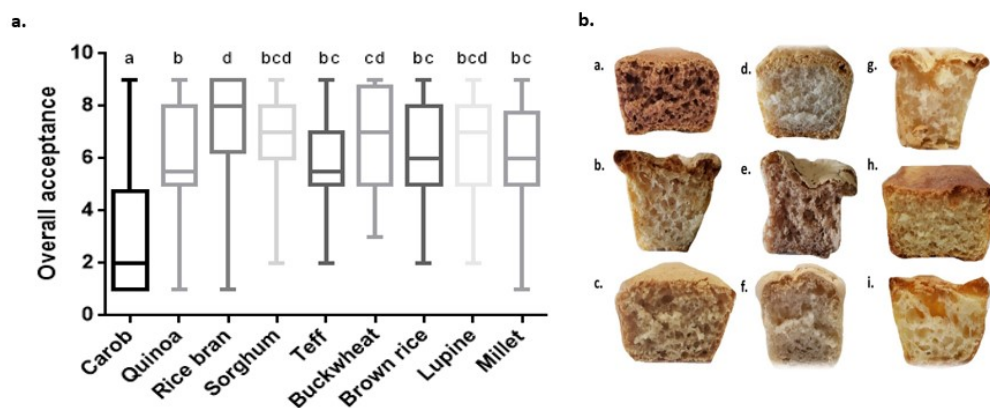 a.
b.
10
8
6
4
2
0
Overall acceptance
a b d bcd bc cd bc bcd bc
Carob
Quinoa
Rice bran
Sorghum
Teff
Buckwheat
Brown rice
Lupine
Millet
a.
d.
g.
b.
e.
h.
c.
f.
i.